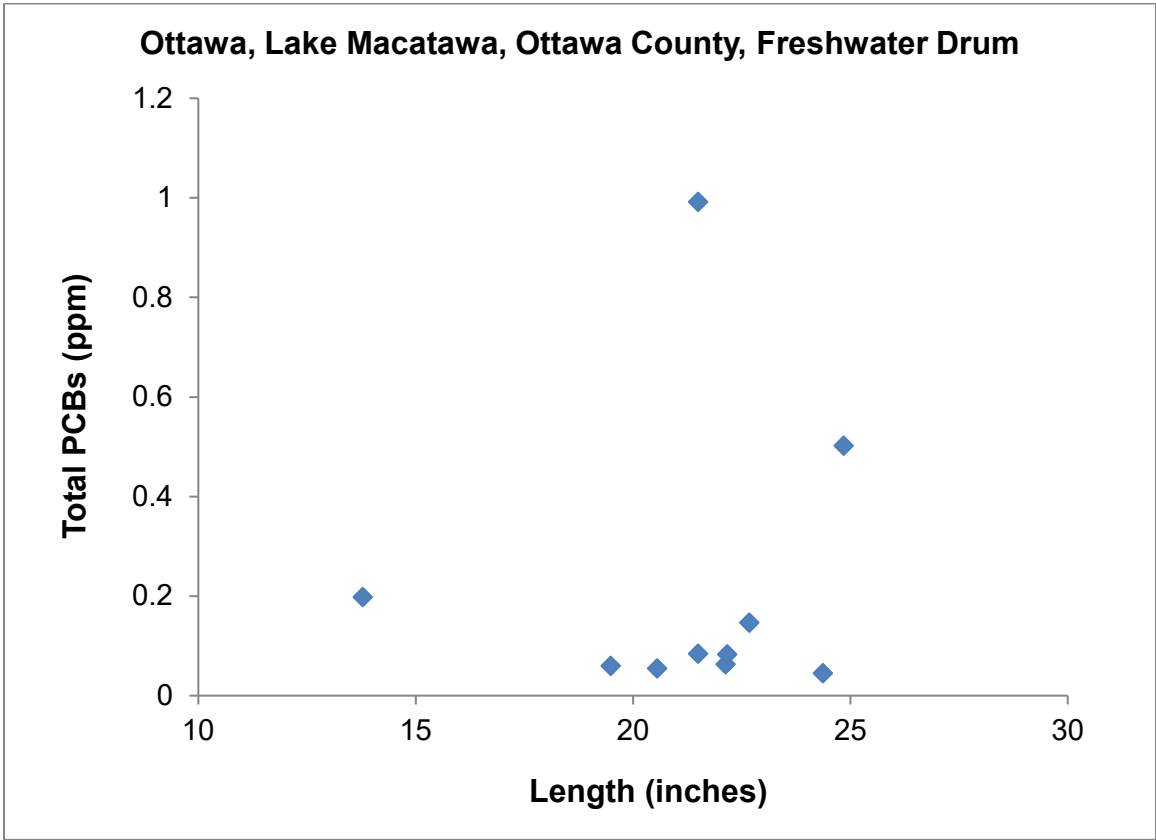 Ottawa, Lake Macatawa, Ottawa County, Freshwater Drum
1.2
1
0.8
0.6
0.4
0.2
0
Total PCBs (ppm)
10 15 20 25 30
Length (inches)